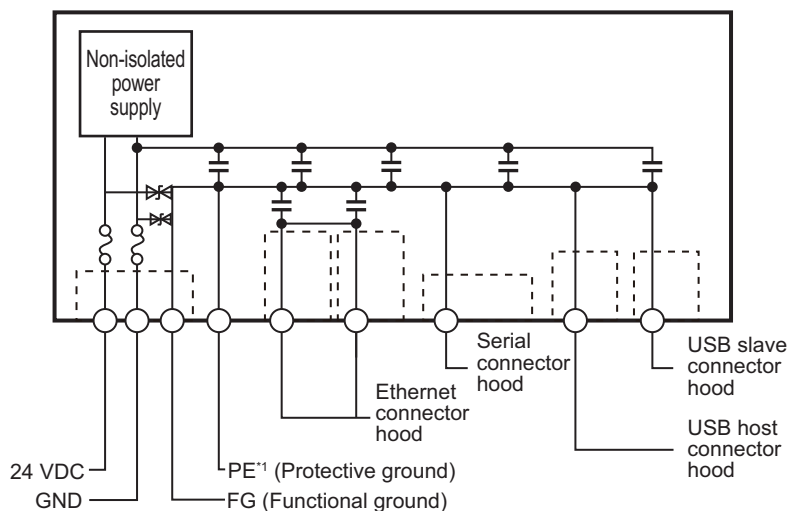 Non-isolated
power
supply
Serial
connector
hood
USB slave
connector
hood
Ethernet
connector
hood
USB host
connector
hood
24 VDC
PE*1 (Protective ground)
GND
FG (Functional ground)